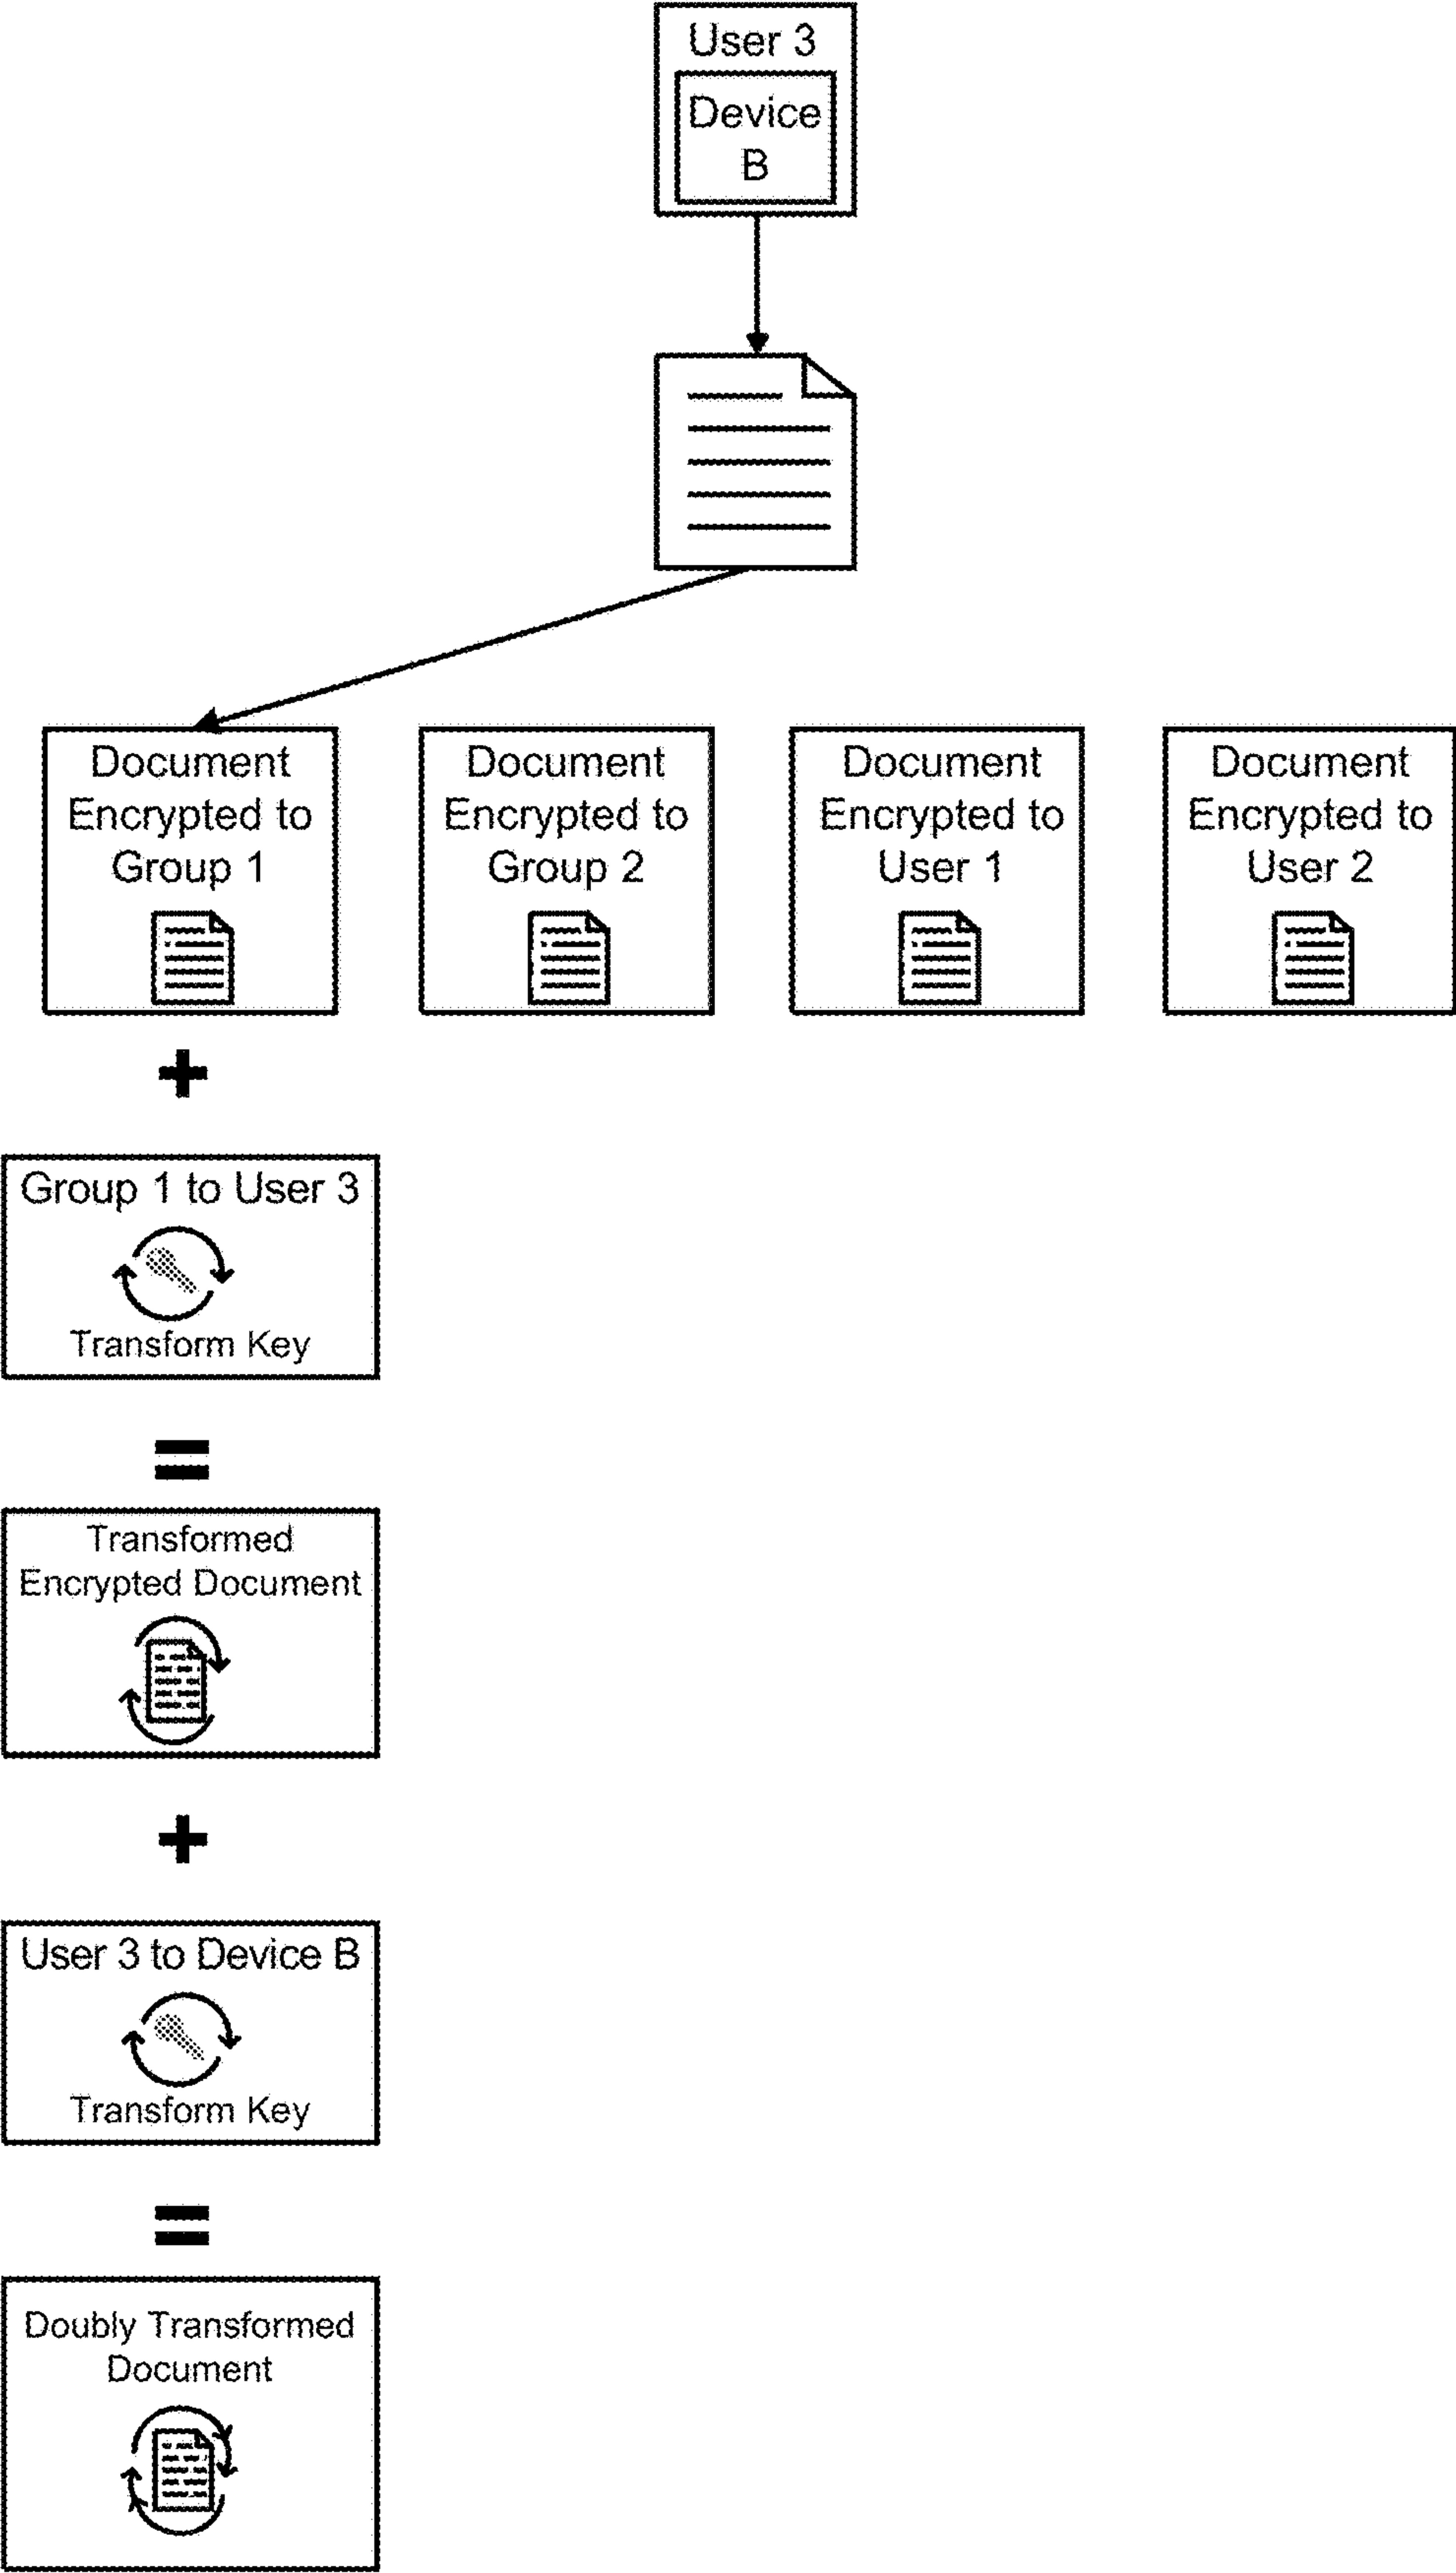 User 3
Device
B
Document
Encrypted to
Group 1
Document
Encrypted to
Group 2
Document
Encrypted to
User 1
Document
Encrypted to
User 2
+
Group 1 to User 3
Transform Key
=
Transformed
Encrypted Document
+
User 3 to Device B
Transform Key
=
Doubly Transformed
Document